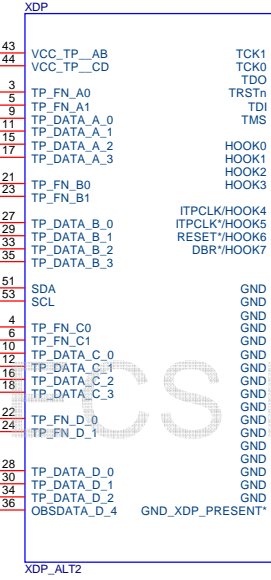 XDP
43 VCC_TP__AB TCK1
44 VCC_TP__CD TCK0
TDO
3 TP_FN_A0 TRSTn
5 TP_FN_A1 TDI
9 TP_DATA_A_0 TMS
11 TP_DATA_A_1
15 TP_DATA_A_2 HOOK0
17 TP_DATA_A_3 HOOK1
HOOK2
21 TP_FN_B0 HOOK3
23 TP_FN_B1
ITPCLK/HOOK4
27 TP_DATA_B_0 ITPCLK*/HOOK5
29 TP_DATA_B_1 RESET*/HOOK6
33 TP_DATA_B_2 DBR*/HOOK7
35 TP_DATA_B_3
51 SDA GND
53 SCL GND
GND
4 TP_FN_C0 GND
6 TP_FN_C1 GND
10 TP_DATA_C_0 GND
12 TP_DATA_C_1 GND
16 TP_DATA_C_2 GND
18 TP_DATA_C_3 GND
GND
22 TP_FN_D_0 GND
24 TP_FN_D_1 GND
GND
GND
28 TP_DATA_D_0 GND
30 TP_DATA_D_1 GND
34 TP_DATA_D_2 GND
36 OBSDATA_D_4 GND_XDP_PRESENT*
XDP_ALT2